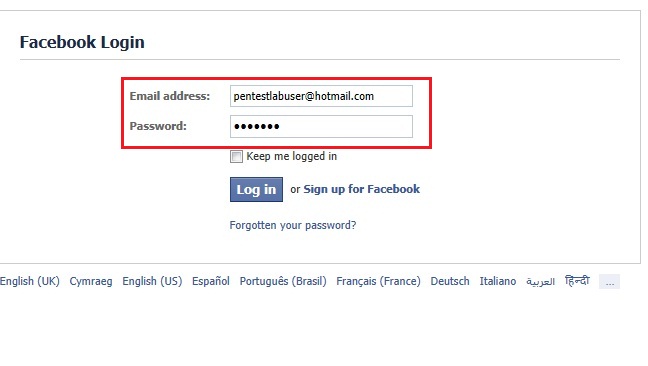 Facebook Login
Email address: pentestlabuser@hotmail.com
Password: •••••••
Keep me logged in
Log in or Sign up for Facebook
Forgotten your password?
English (UK) Cymraeg English (US) Español Português (Brasil) Français (France) Deutsch Italiano العربية हिन्दी ...